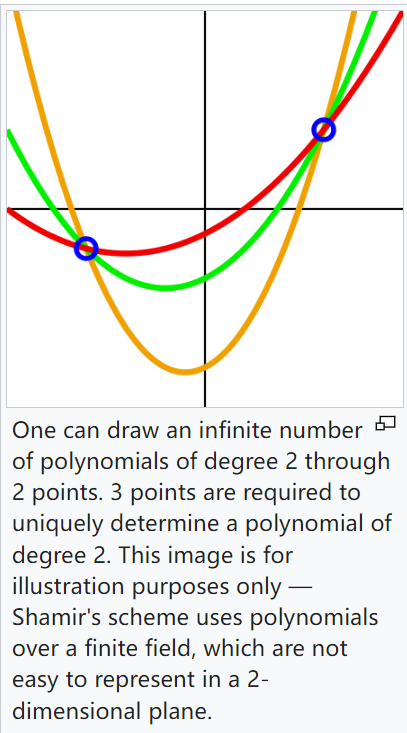 One can draw an infinite number
of polynomials of degree 2 through
2 points. 3 points are required to
uniquely determine a polynomial of
degree 2. This image is for
illustration purposes only —
Shamir's scheme uses polynomials
over a finite field, which are not
easy to represent in a 2-
dimensional plane.